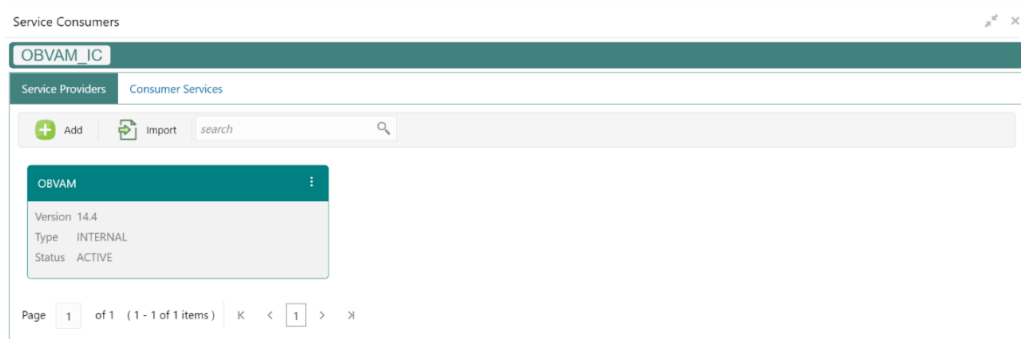 Service Consumers
OBVAM_IC
Service Providers Consumer Services
Add Import search
OBVAM
Version 14.4
Type INTERNAL
Status ACTIVE
Page 1 of 1 ( 1 - 1 of 1 items ) K < 1 > Ʞ